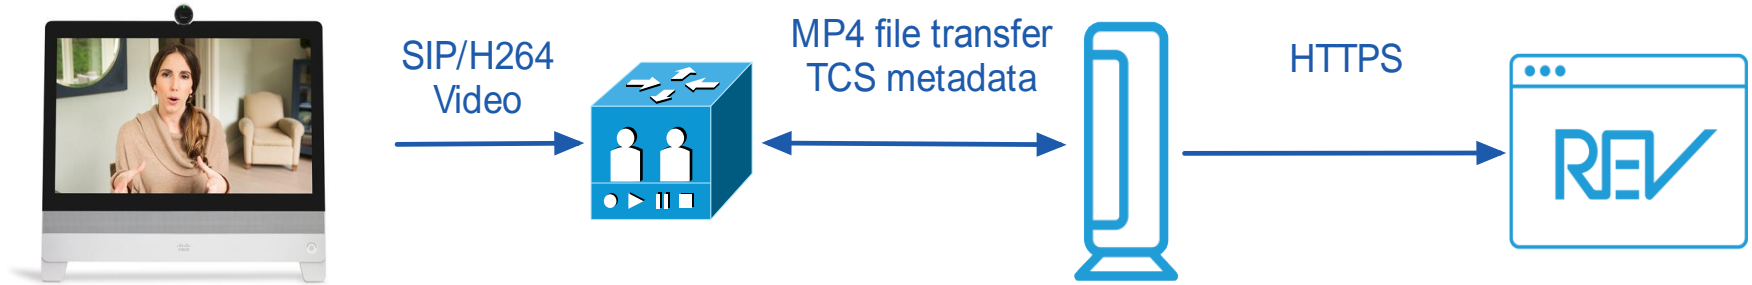 SIP/H264
Video
MP4 file transfer
TCS metadata
HTTPS
REV